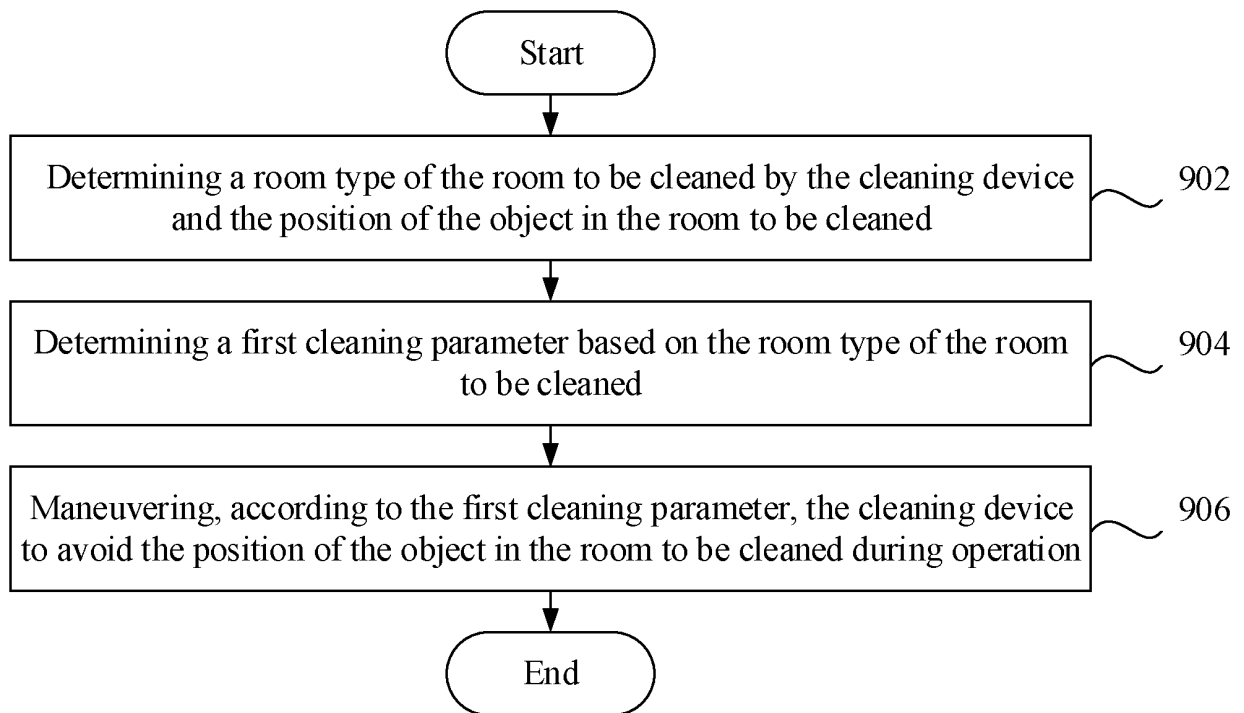 Start
Determining a room type of the room to be cleaned by the cleaning device
and the position of the object in the room to be cleaned
902
Determining a first cleaning parameter based on the room type of the room
to be cleaned
904
Maneuvering, according to the first cleaning parameter, the cleaning device
to avoid the position of the object in the room to be cleaned during operation
906
End